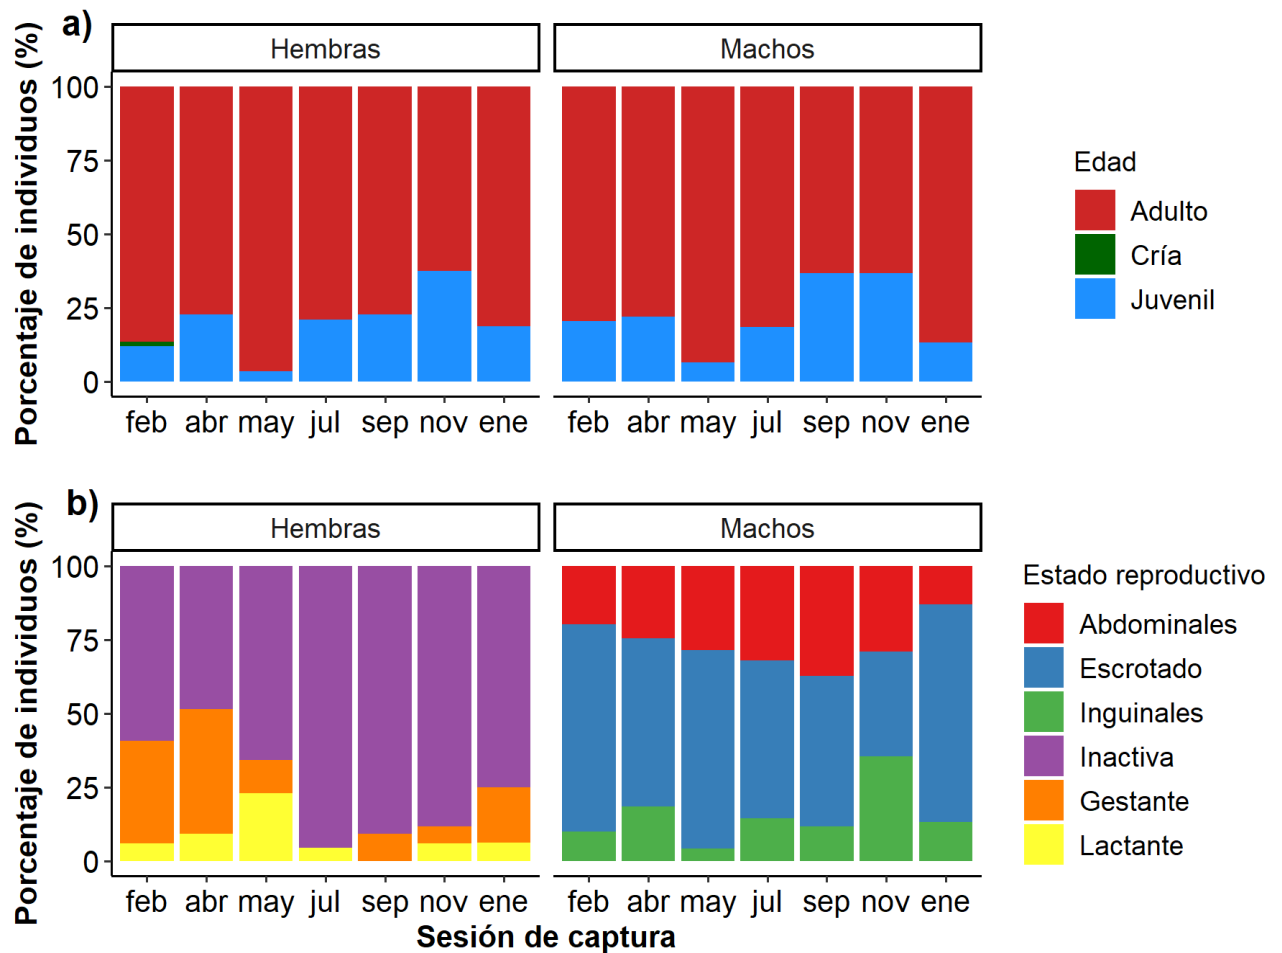 a)
Hembras Machos
Porcentaje de individuos (%)
100
75
50
25
0
feb abr may jul sep nov ene feb abr may jul sep nov ene
Edad
Adulto
Cría
Juvenil
b)
Hembras Machos
Porcentaje de individuos (%)
100
75
50
25
0
feb abr may jul sep nov ene feb abr may jul sep nov ene
Sesión de captura
Estado reproductivo
Abdominales
Escrotado
Inguinales
Inactiva
Gestante
Lactante